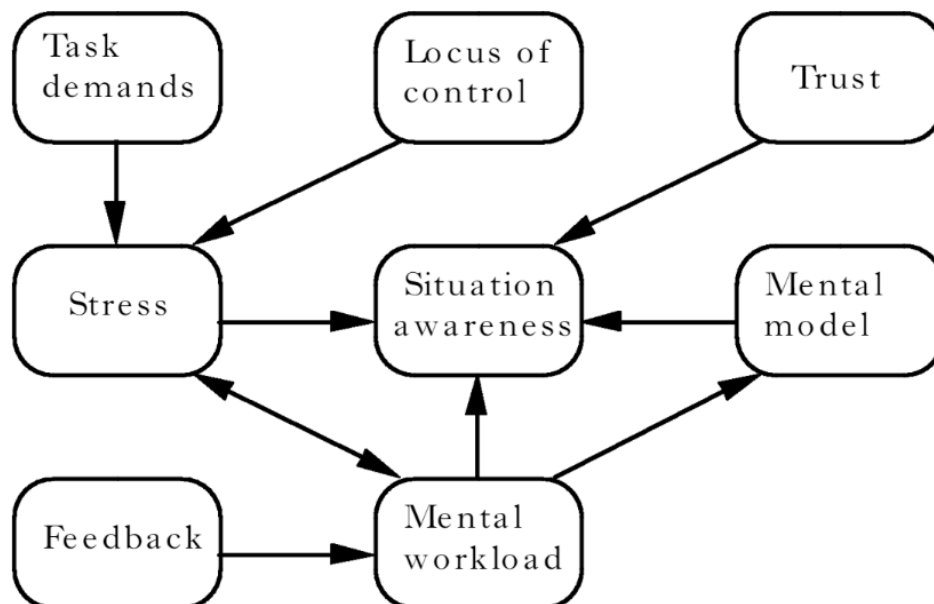 Task
demands
Locus of
control
Trust
Stress
Situation
awareness
Mental
model
Feedback
Mental
workload